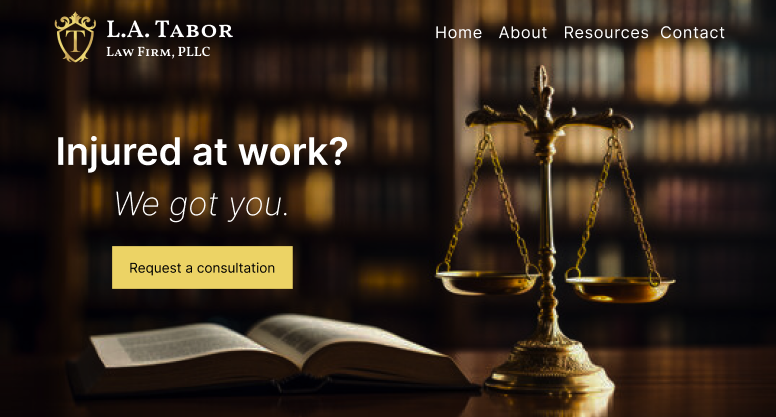 L.A. Tabor
Law Firm, PLLC
Home About Resources Contact
Injured at work?
We got you.
Request a consultation